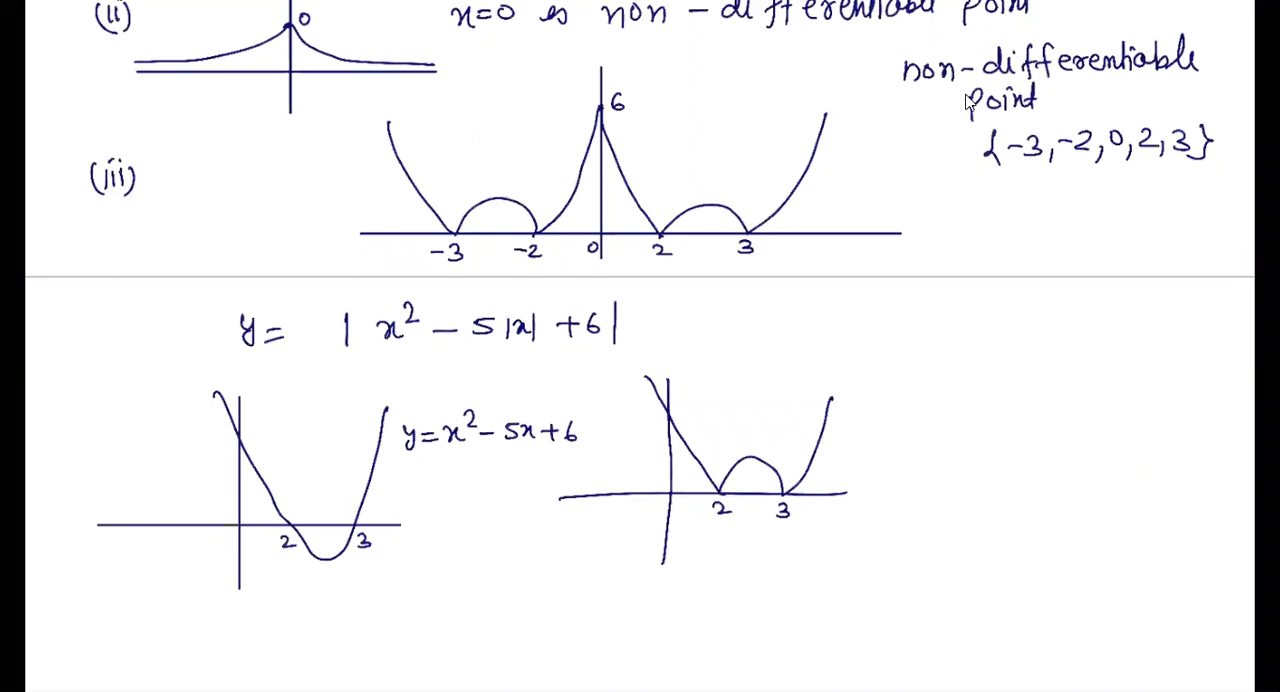 (ii) 0 x=0 is non-differentiable point
non-differentiable
point
{-3,-2,0,2,3}
6
(iii)
-3 -2 0 2 3
y= | x² - 5|x| +6|
y=x²-5x+6
2 3
2 3